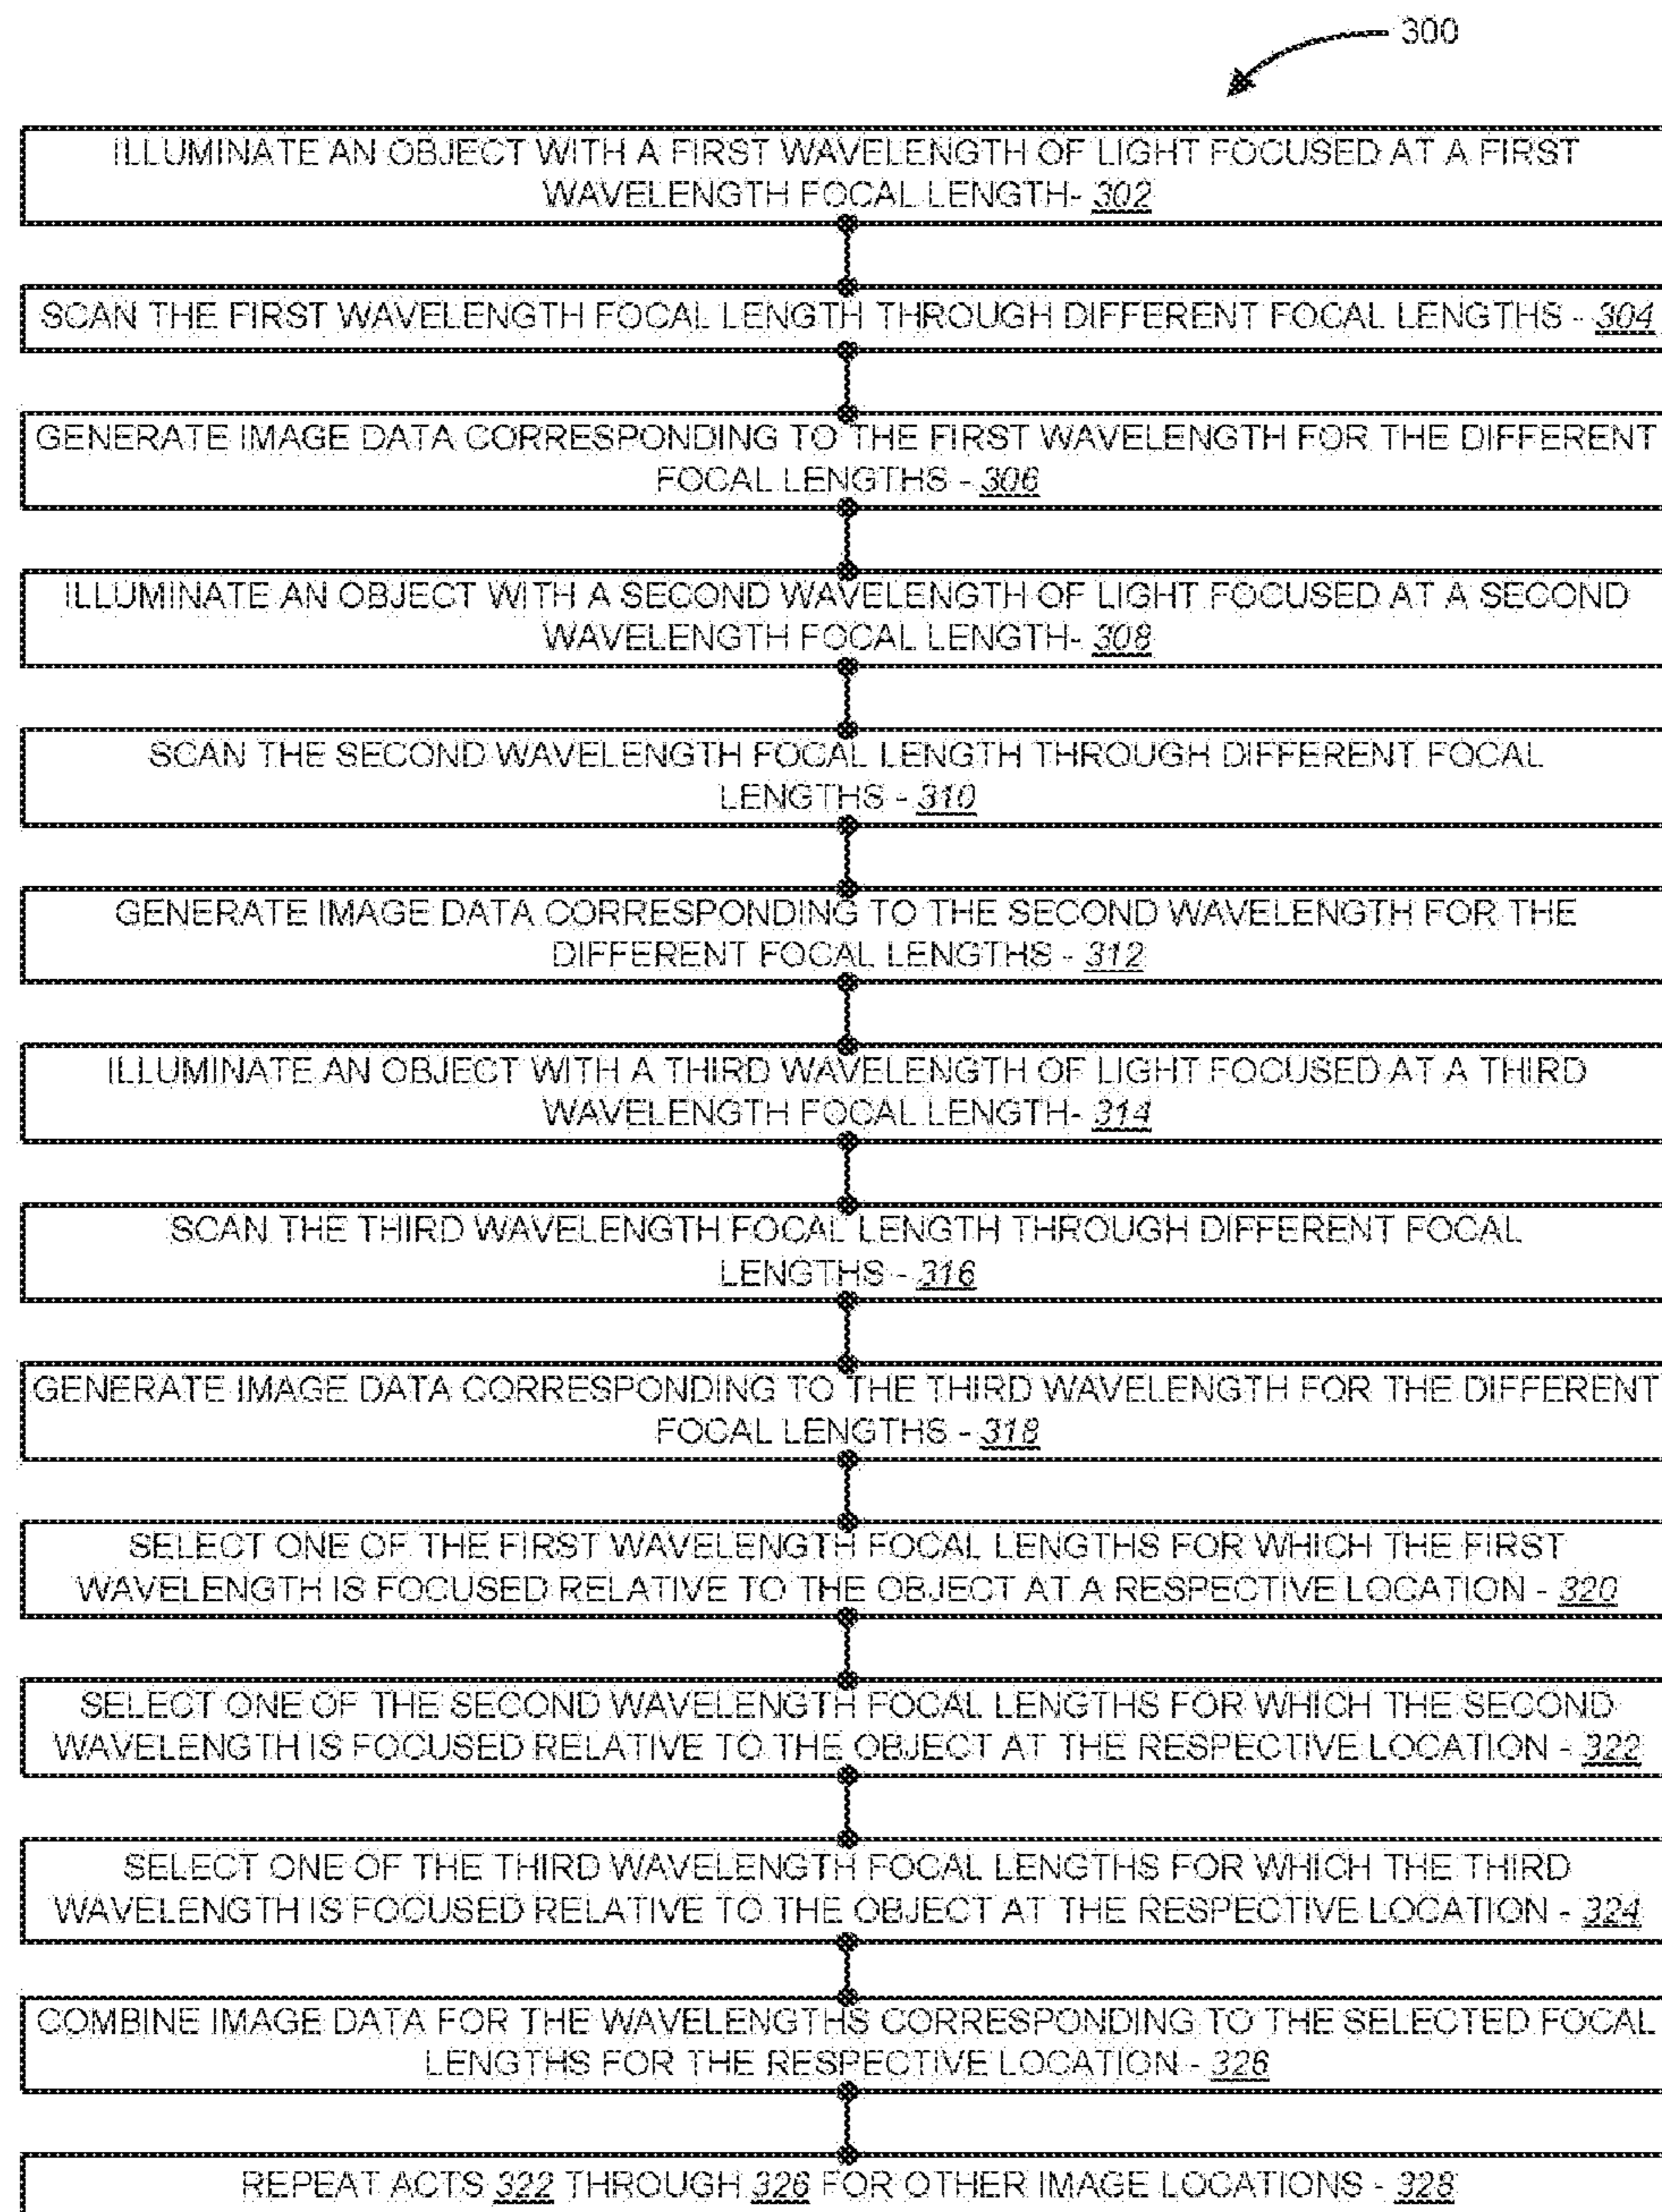 300
ILLUMINATE AN OBJECT WITH A FIRST WAVELENGTH OF LIGHT FOCUSED AT A FIRST
WAVELENGTH FOCAL LENGTH- 302
SCAN THE FIRST WAVELENGTH FOCAL LENGTH THROUGH DIFFERENT FOCAL LENGTHS - 304
GENERATE IMAGE DATA CORRESPONDING TO THE FIRST WAVELENGTH FOR THE DIFFERENT
FOCAL LENGTHS - 306
ILLUMINATE AN OBJECT WITH A SECOND WAVELENGTH OF LIGHT FOCUSED AT A SECOND
WAVELENGTH FOCAL LENGTH- 308
SCAN THE SECOND WAVELENGTH FOCAL LENGTH THROUGH DIFFERENT FOCAL
LENGTHS - 310
GENERATE IMAGE DATA CORRESPONDING TO THE SECOND WAVELENGTH FOR THE
DIFFERENT FOCAL LENGTHS - 312
ILLUMINATE AN OBJECT WITH A THIRD WAVELENGTH OF LIGHT FOCUSED AT A THIRD
WAVELENGTH FOCAL LENGTH- 314
SCAN THE THIRD WAVELENGTH FOCAL LENGTH THROUGH DIFFERENT FOCAL
LENGTHS - 316
GENERATE IMAGE DATA CORRESPONDING TO THE THIRD WAVELENGTH FOR THE DIFFERENT
FOCAL LENGTHS - 318
SELECT ONE OF THE FIRST WAVELENGTH FOCAL LENGTHS FOR WHICH THE FIRST
WAVELENGTH IS FOCUSED RELATIVE TO THE OBJECT AT A RESPECTIVE LOCATION - 320
SELECT ONE OF THE SECOND WAVELENGTH FOCAL LENGTHS FOR WHICH THE SECOND
WAVELENGTH IS FOCUSED RELATIVE TO THE OBJECT AT THE RESPECTIVE LOCATION - 322
SELECT ONE OF THE THIRD WAVELENGTH FOCAL LENGTHS FOR WHICH THE THIRD
WAVELENGTH IS FOCUSED RELATIVE TO THE OBJECT AT THE RESPECTIVE LOCATION - 324
COMBINE IMAGE DATA FOR THE WAVELENGTHS CORRESPONDING TO THE SELECTED FOCAL
LENGTHS FOR THE RESPECTIVE LOCATION - 326
REPEAT ACTS 322 THROUGH 326 FOR OTHER IMAGE LOCATIONS - 328